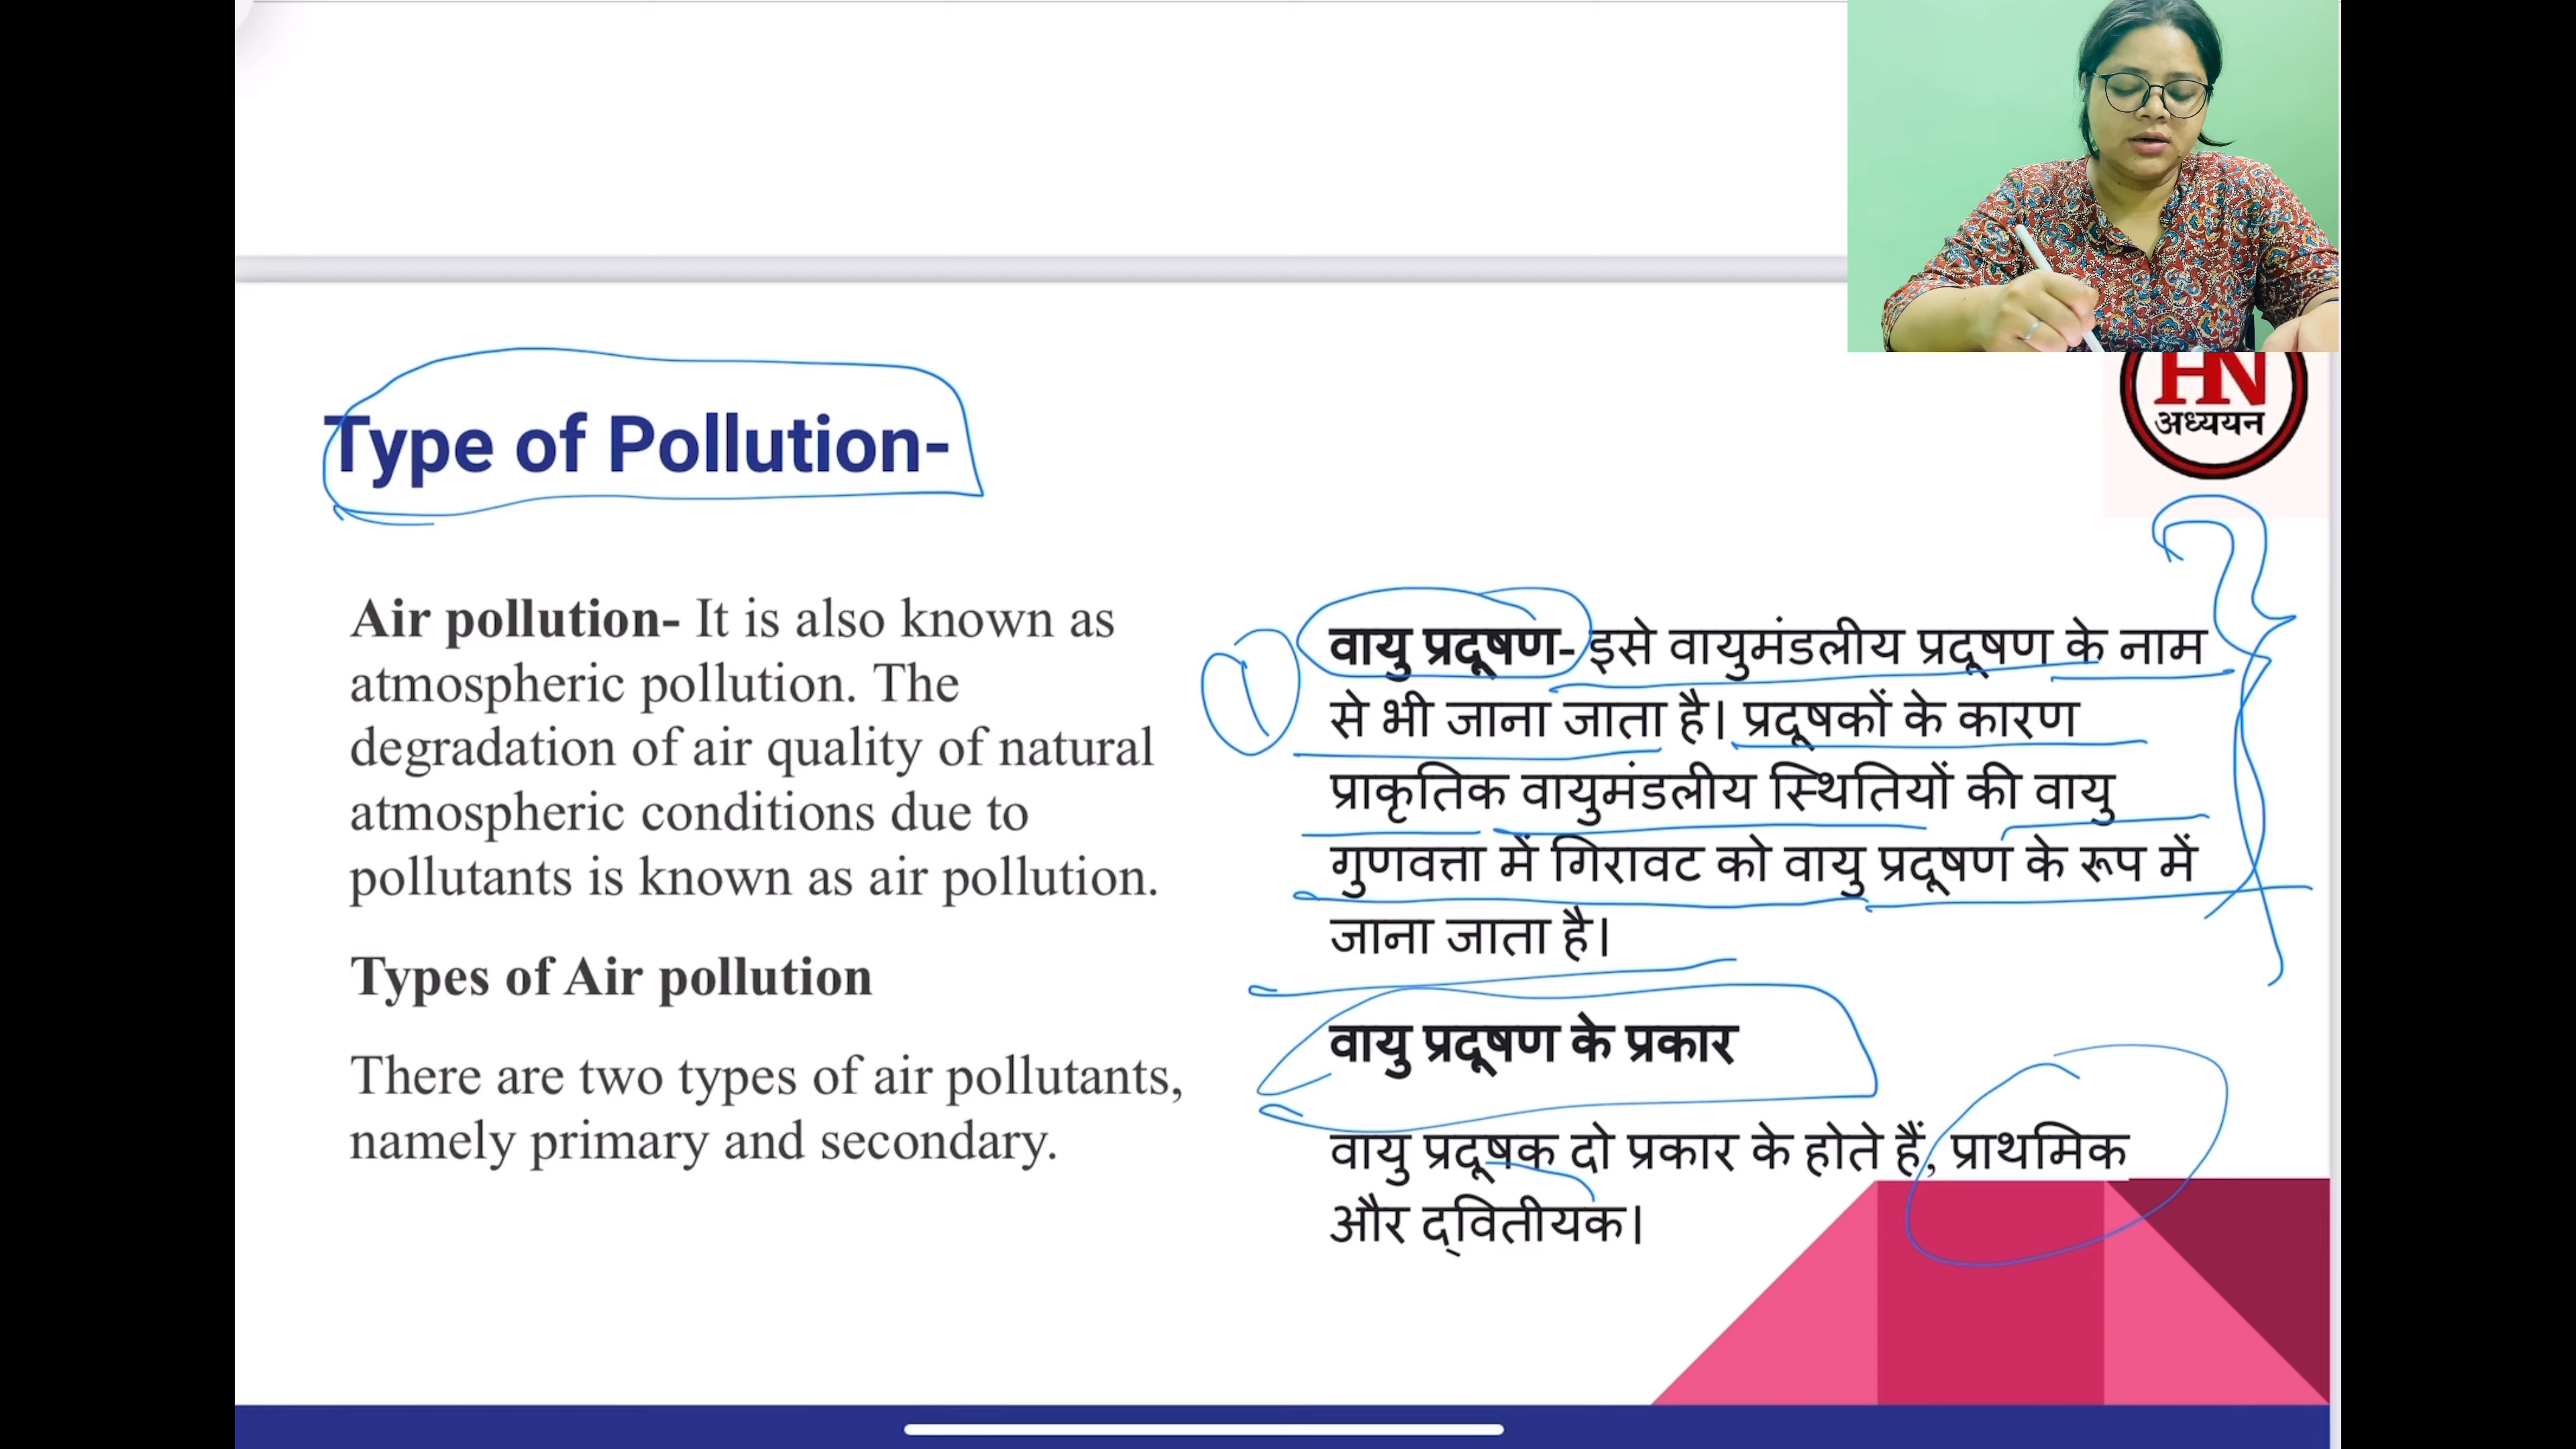 HN
अध्ययन
Type of Pollution-
Air pollution- It is also known as
atmospheric pollution. The
degradation of air quality of natural
atmospheric conditions due to
pollutants is known as air pollution.
Types of Air pollution
There are two types of air pollutants,
namely primary and secondary.
1
वायु प्रदूषण- इसे वायुमंडलीय प्रदूषण के नाम
से भी जाना जाता है। प्रदूषकों के कारण
प्राकृतिक वायुमंडलीय स्थितियों की वायु
गुणवत्ता में गिरावट को वायु प्रदूषण के रूप में
जाना जाता है।
वायु प्रदूषण के प्रकार
वायु प्रदूषक दो प्रकार के होते हैं, प्राथमिक
और द्वितीयक।